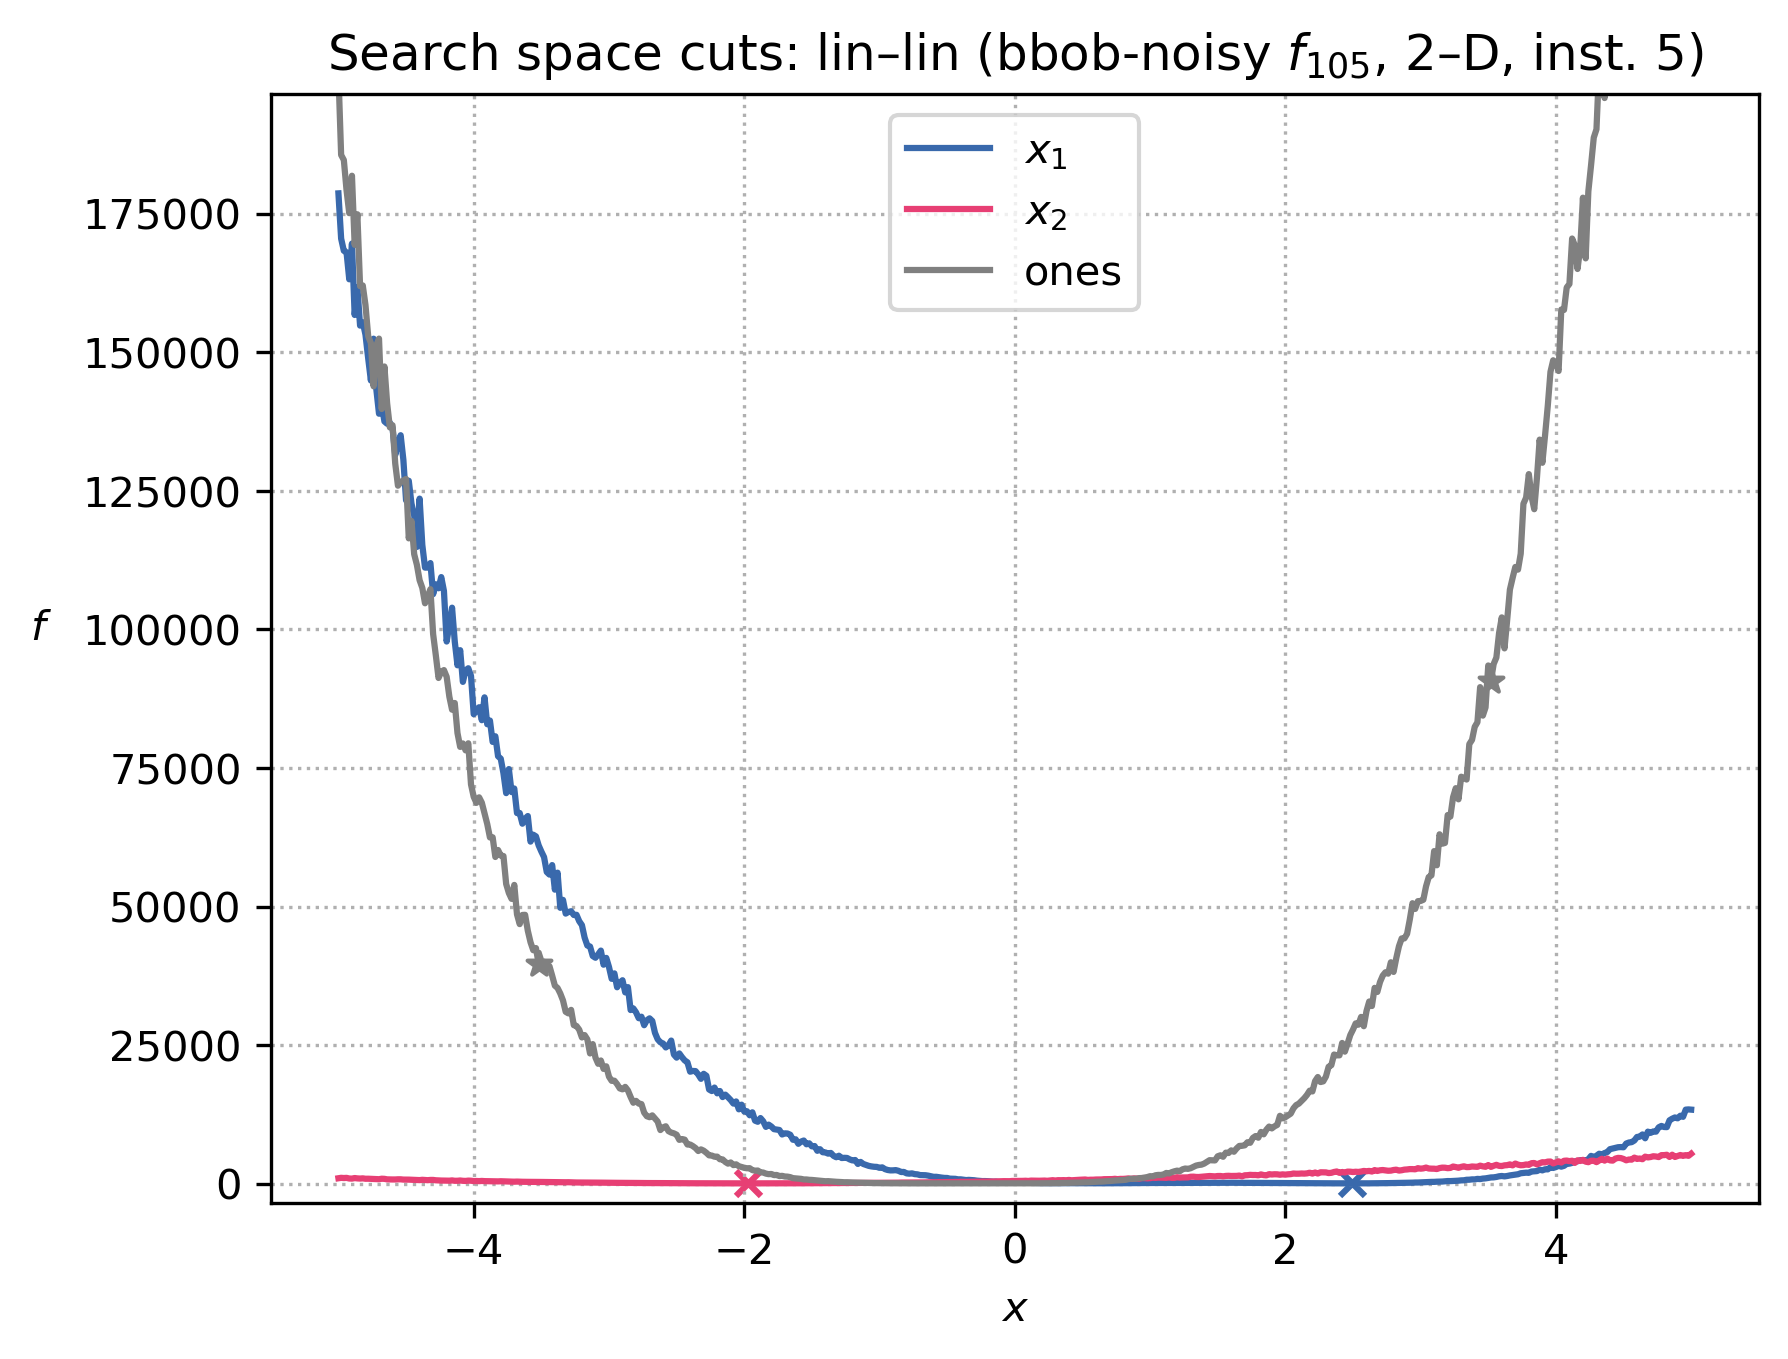 Search space cuts: lin–lin (bbob-noisy f₁₀₅, 2–D, inst. 5)
x₁
x₂
ones
175000
150000
125000
100000
75000
50000
25000
0
f
−4
−2
0
2
4
x